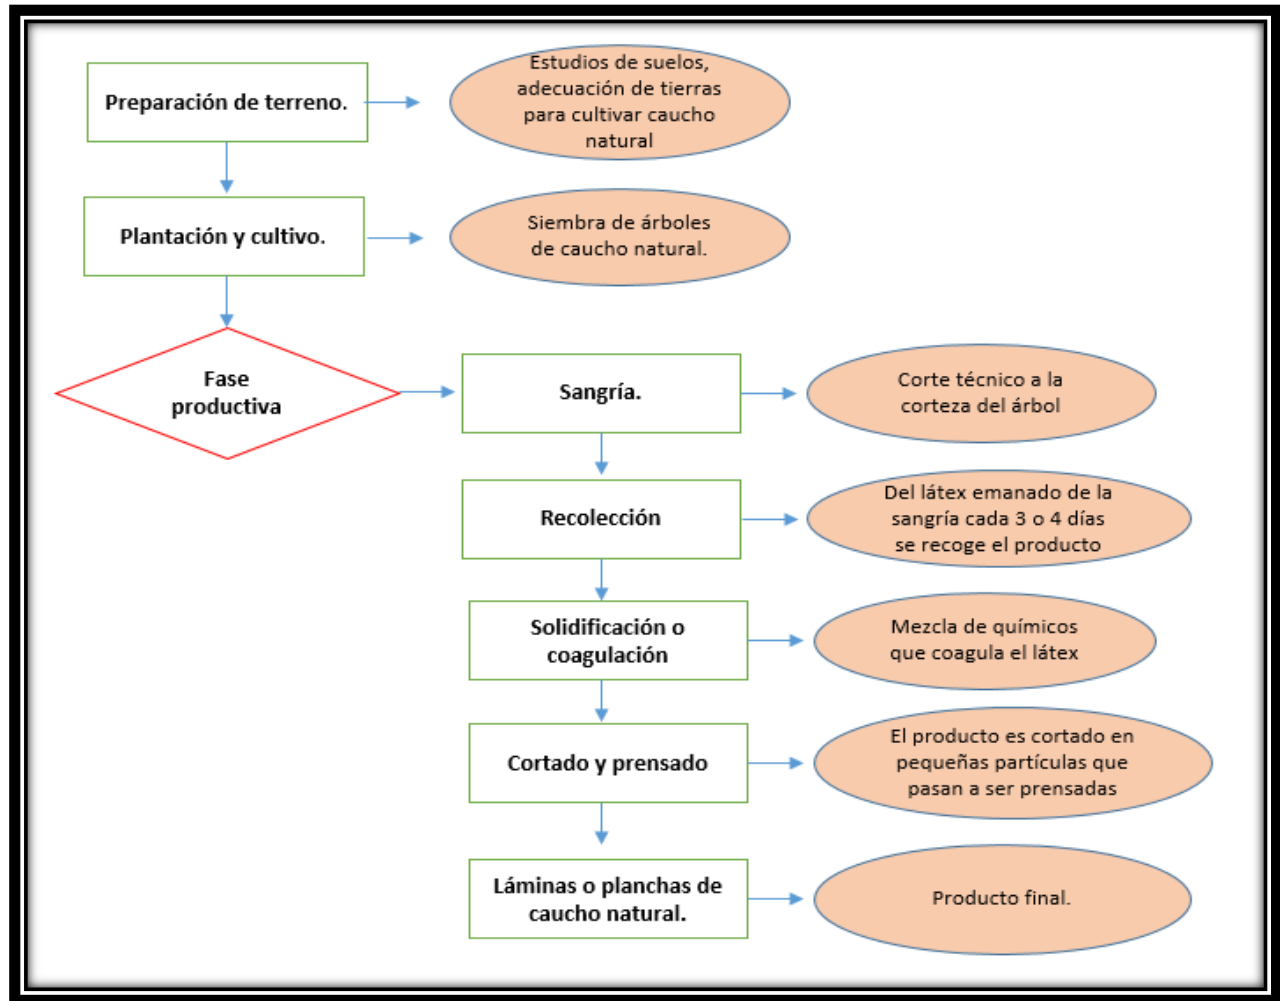 Preparación de terreno.
Estudios de suelos,
adecuación de tierras
para cultivar caucho
natural
Plantación y cultivo.
Siembra de árboles
de caucho natural.
Fase
productiva
Sangría.
Corte técnico a la
corteza del árbol
Recolección
Del látex emanado de la
sangría cada 3 o 4 días
se recoge el producto
Solidificación o
coagulación
Mezcla de químicos
que coagula el látex
Cortado y prensado
El producto es cortado en
pequeñas partículas que
pasan a ser prensadas
Láminas o planchas de
caucho natural.
Producto final.